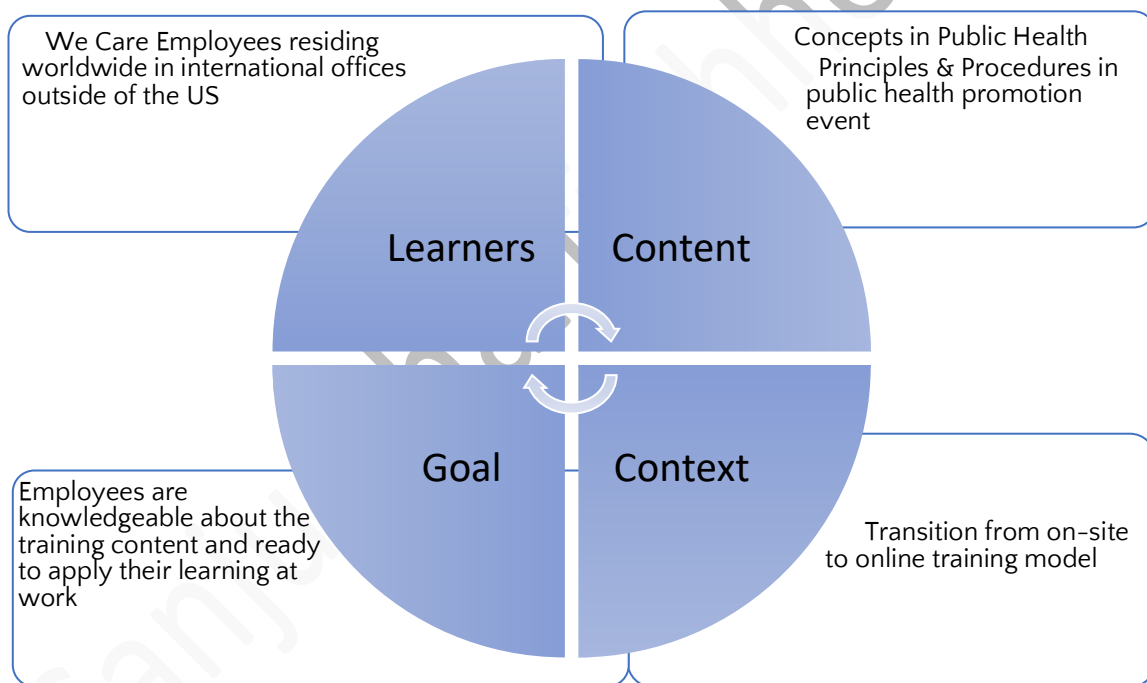 We Care Employees residing
worldwide in international offices
outside of the US
Concepts in Public Health
Principles & Procedures in
public health promotion
event
Learners
Content
Goal
Context
Employees are
knowledgeable about the
training content and ready
to apply their learning at
work
Transition from on-site
to online training model